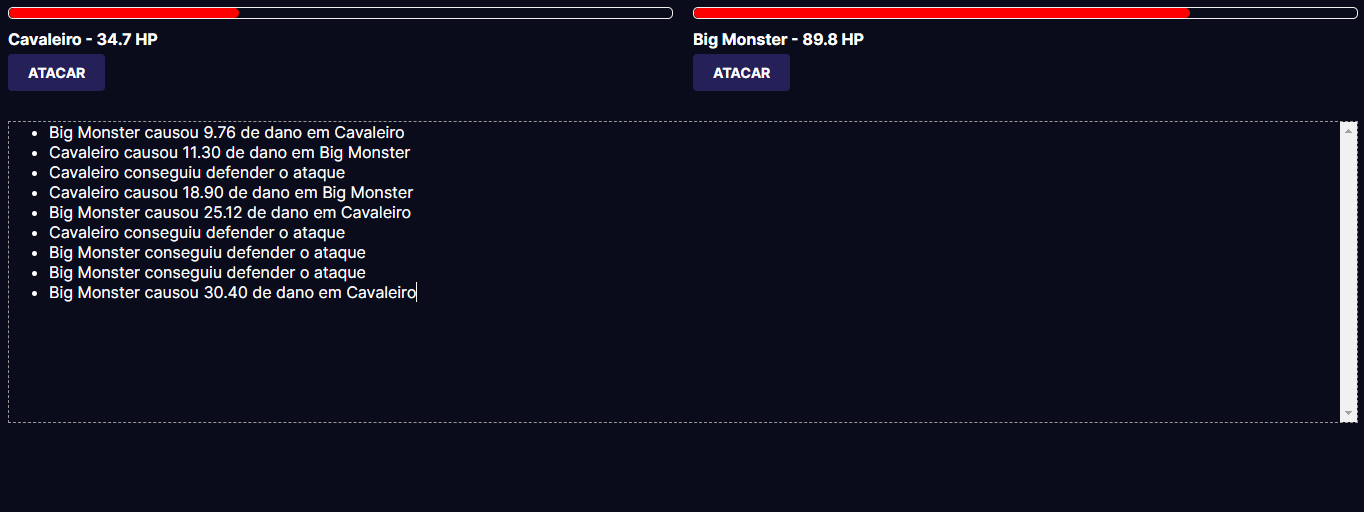 Cavaleiro - 34.7 HP
Big Monster - 89.8 HP
ATACAR
ATACAR
Big Monster causou 9.76 de dano em Cavaleiro
Cavaleiro causou 11.30 de dano em Big Monster
Cavaleiro conseguiu defender o ataque
Cavaleiro causou 18.90 de dano em Big Monster
Big Monster causou 25.12 de dano em Cavaleiro
Cavaleiro conseguiu defender o ataque
Big Monster conseguiu defender o ataque
Big Monster conseguiu defender o ataque
Big Monster causou 30.40 de dano em Cavaleiro